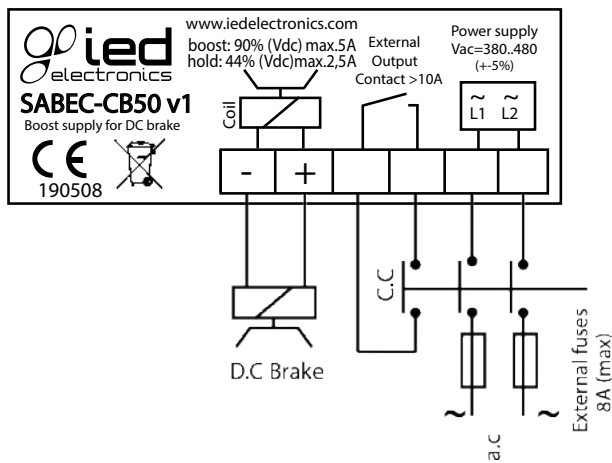 ied
electronics
www.iedelectronics.com
boost: 90% (Vdc) max.5A
hold: 44% (Vdc)max.2,5A
External
Output
Contact >10A
Power supply
Vac=380..480
(+-5%)
SABEC-CB50 v1
Boost supply for DC brake
CE
190508
Coil
~ ~
L1 L2
- +
C.C
D.C Brake
External fuses
8A (max)
~ ~
a.c